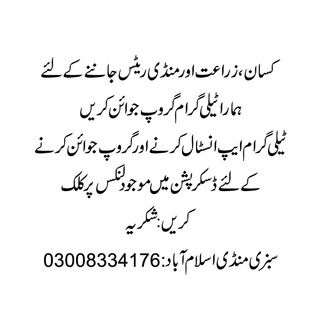 کسان، زراعت اور منڈی ریٹس جاننے کے لئے
ہمارا ٹیلی گرام گروپ جوائن کریں
ٹیلی گرام ایپ انسٹال کرنے اور گروپ جوائن کرنے
کے لئے ڈسکرپشن میں موجود لنکس پر کلک
کریں: شکریہ
سبزی منڈی اسلام آباد: 03008334176